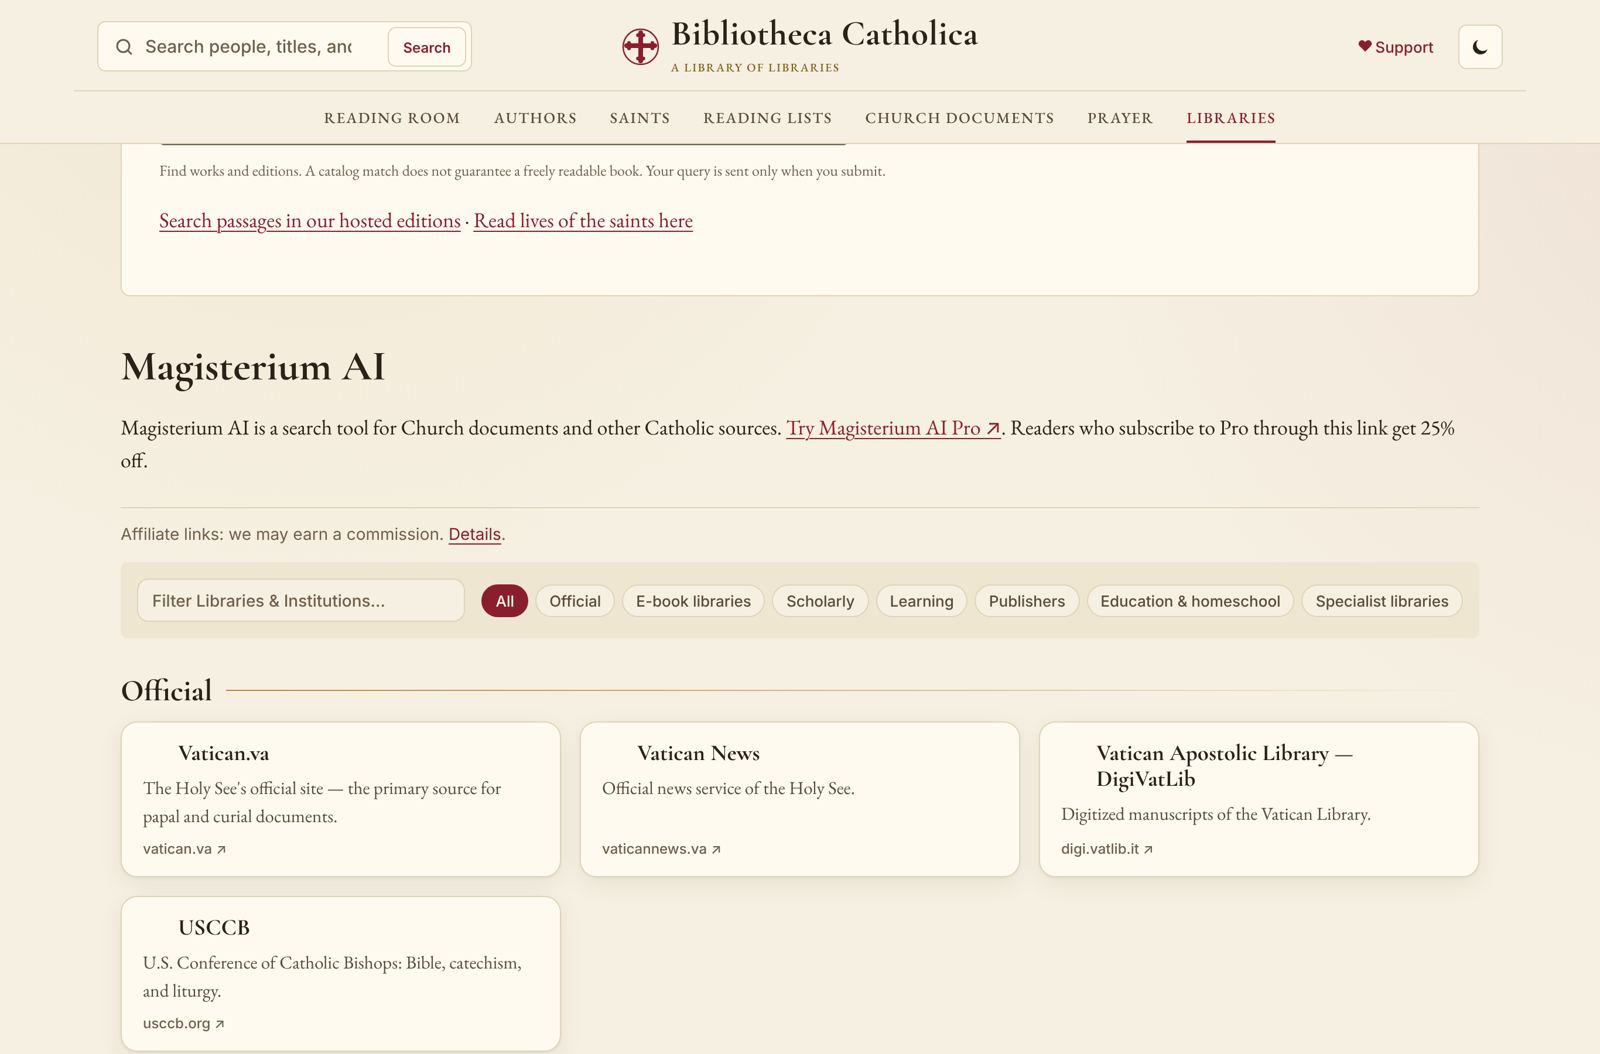 Search people, titles, and
Search
Bibliotheca Catholica
A LIBRARY OF LIBRARIES
Support
READING ROOM
AUTHORS
SAINTS
READING LISTS
CHURCH DOCUMENTS
PRAYER
LIBRARIES
Find works and editions. A catalog match does not guarantee a freely readable book. Your query is sent only when you submit.
Search passages in our hosted editions · Read lives of the saints here
Magisterium AI
Magisterium AI is a search tool for Church documents and other Catholic sources. Try Magisterium AI Pro ↗. Readers who subscribe to Pro through this link get 25%
off.
Affiliate links: we may earn a commission. Details.
Filter Libraries & Institutions...
All
Official
E-book libraries
Scholarly
Learning
Publishers
Education & homeschool
Specialist libraries
Official
Vatican.va
The Holy See's official site — the primary source for
papal and curial documents.
vatican.va ↗
Vatican News
Official news service of the Holy See.
vaticannews.va ↗
Vatican Apostolic Library —
DigiVatLib
Digitized manuscripts of the Vatican Library.
digi.vatlib.it ↗
USCCB
U.S. Conference of Catholic Bishops: Bible, catechism,
and liturgy.
usccb.org ↗